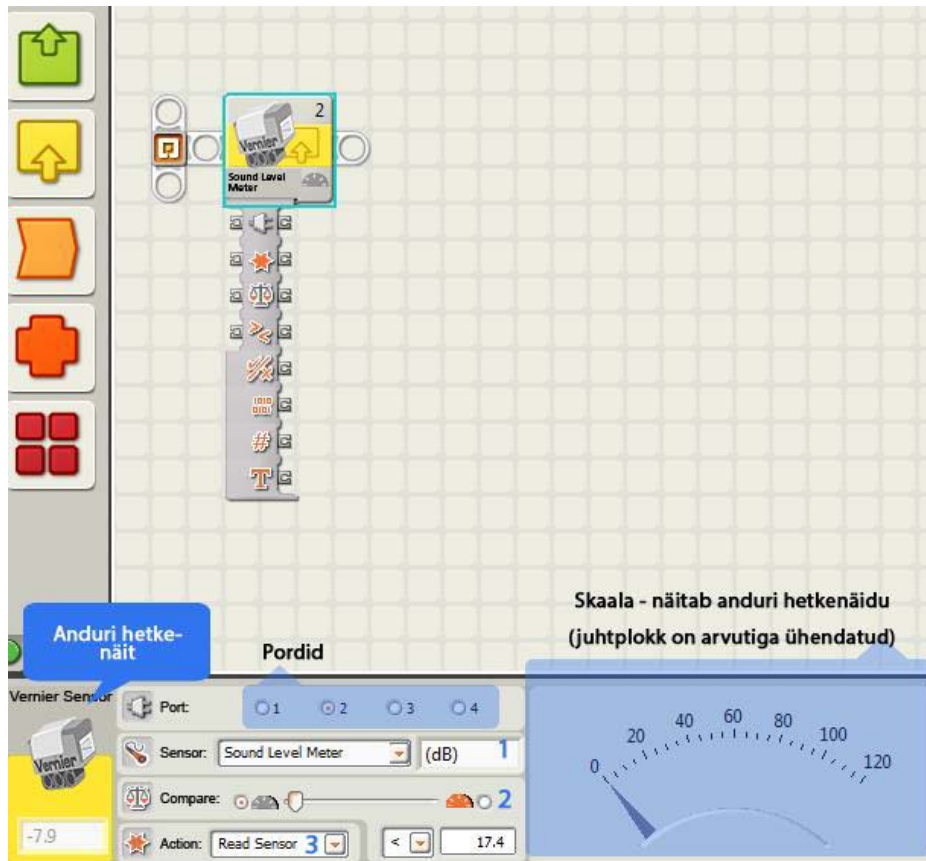 2
Vernier
Sound Level
Meter
#
T
Skaala - näitab anduri hetkenäidu
(juhtplokk on arvutiga ühendatud)
Anduri hetke-
näit
Pordid
Vernier Sensor
Vernier
-7.9
Port: 1 2 3 4
Sensor: Sound Level Meter (dB) 1
Compare: 2
Action: Read Sensor 3 < 17.4
0 20 40 60 80 100 120